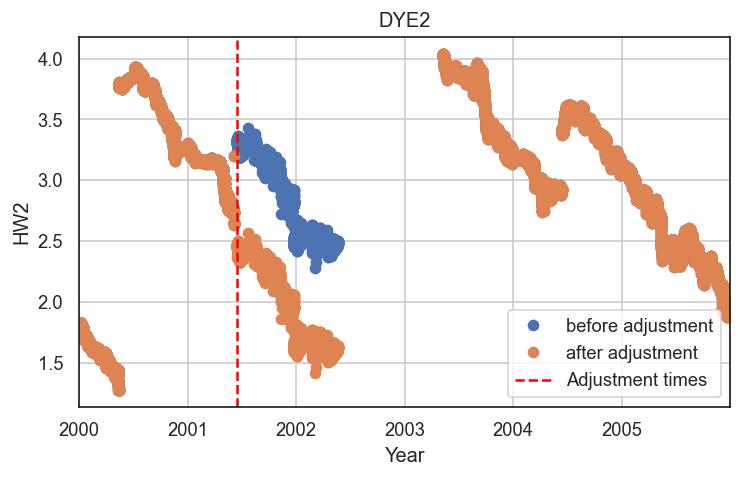 DYE2
HW2
4.0
3.5
3.0
2.5
2.0
1.5
before adjustment
after adjustment
Adjustment times
2000 2001 2002 2003 2004 2005
Year